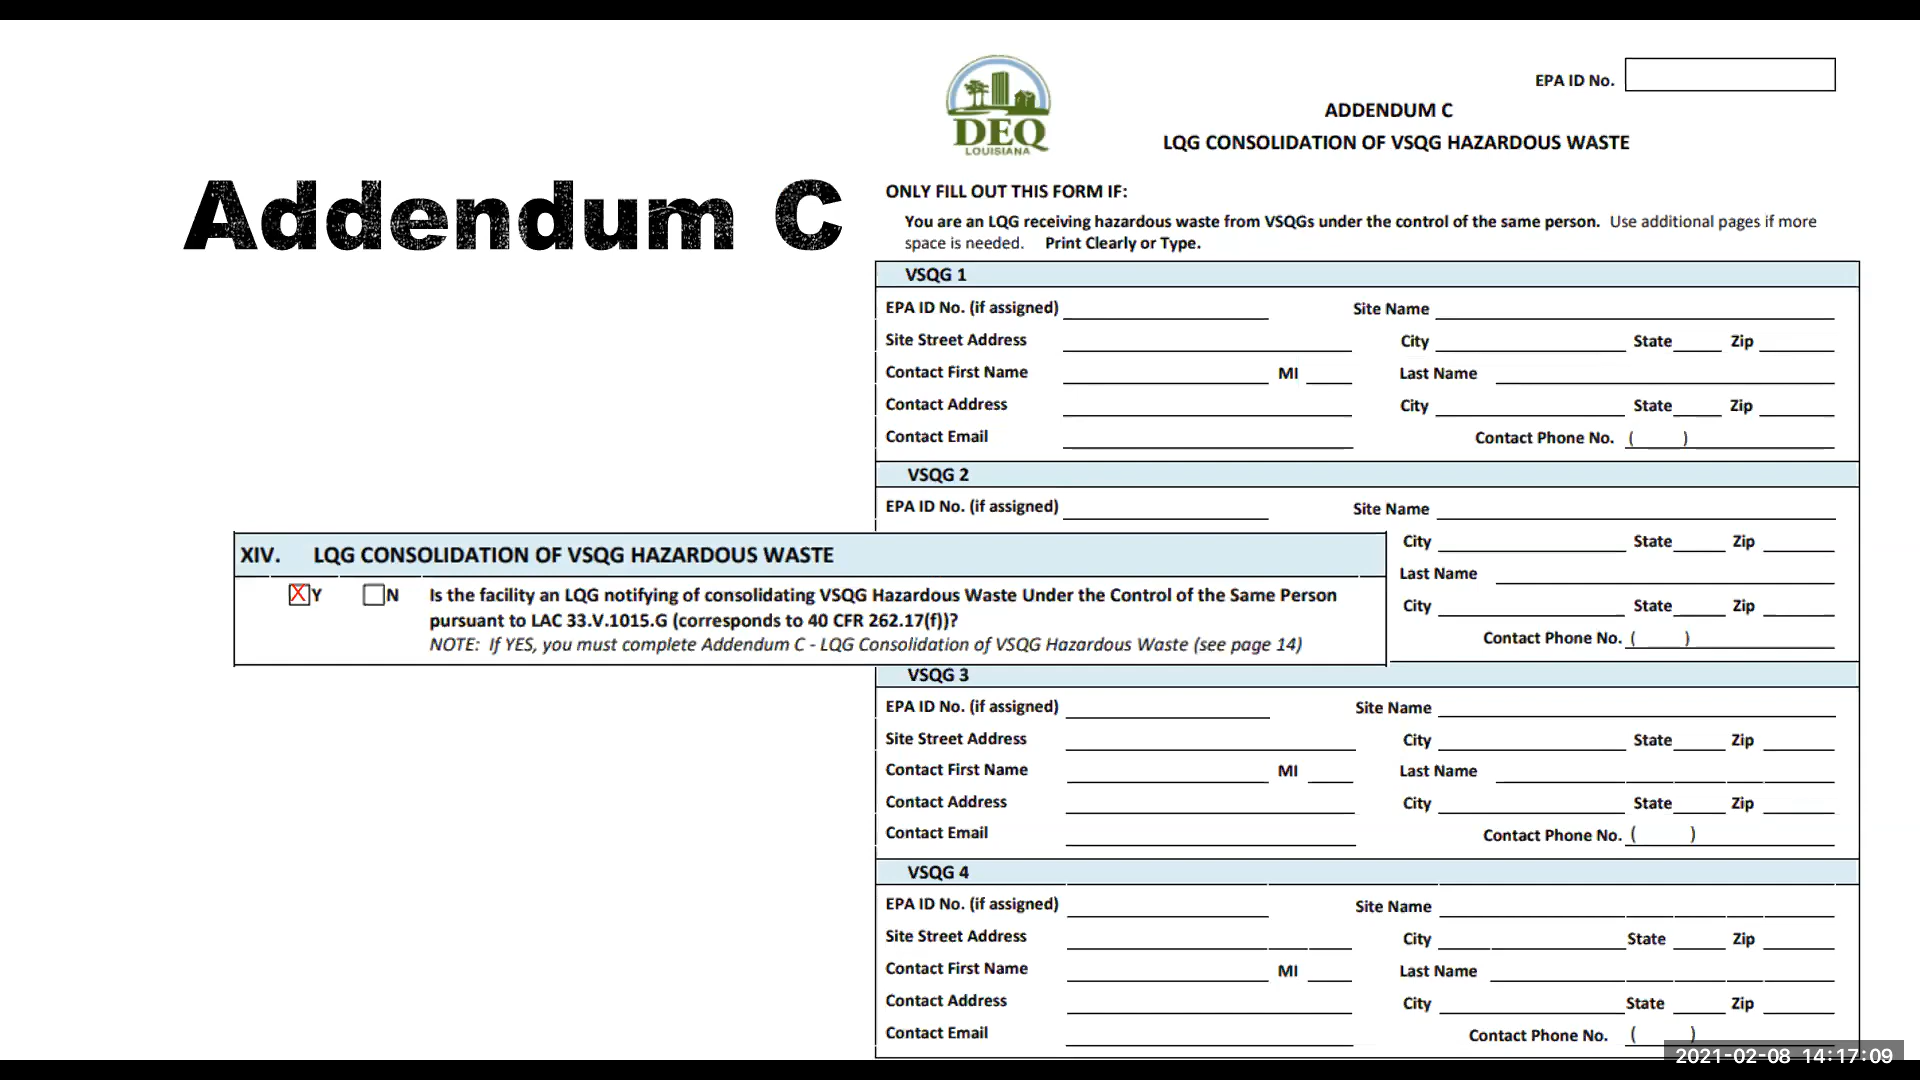 DEQ
LOUISIANA
EPA ID No.
ADDENDUM C
LQG CONSOLIDATION OF VSQG HAZARDOUS WASTE
Addendum C
ONLY FILL OUT THIS FORM IF:
You are an LQG receiving hazardous waste from VSQGs under the control of the same person. Use additional pages if more
space is needed. Print Clearly or Type.
VSQG 1
EPA ID No. (if assigned) Site Name
Site Street Address City State Zip
Contact First Name MI Last Name
Contact Address City State Zip
Contact Email Contact Phone No. ( )
VSQG 2
EPA ID No. (if assigned) Site Name
City State Zip
Last Name
City State Zip
Contact Phone No. ( )
XIV. LQG CONSOLIDATION OF VSQG HAZARDOUS WASTE
X Y N Is the facility an LQG notifying of consolidating VSQG Hazardous Waste Under the Control of the Same Person
pursuant to LAC 33.V.1015.G (corresponds to 40 CFR 262.17(f))?
NOTE: If YES, you must complete Addendum C - LQG Consolidation of VSQG Hazardous Waste (see page 14)
VSQG 3
EPA ID No. (if assigned) Site Name
Site Street Address City State Zip
Contact First Name MI Last Name
Contact Address City State Zip
Contact Email Contact Phone No. ( )
VSQG 4
EPA ID No. (if assigned) Site Name
Site Street Address City State Zip
Contact First Name MI Last Name
Contact Address City State Zip
Contact Email Contact Phone No. ( )
2021-02-08 14:17:09